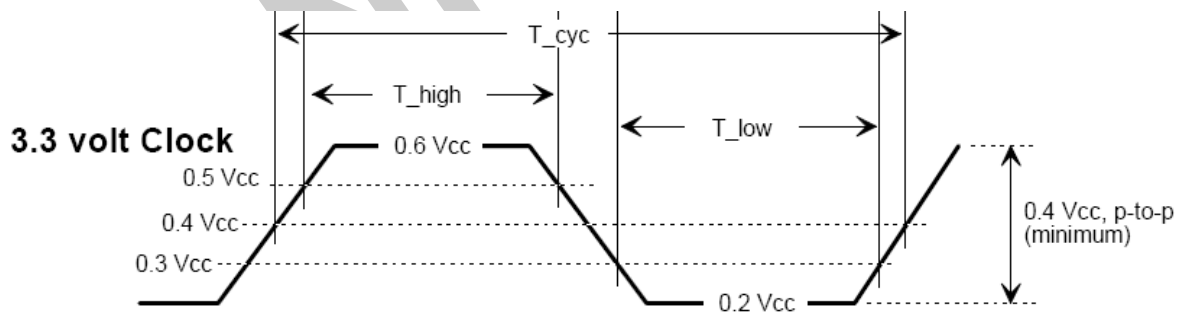 T_cyc
T_high
T_low
3.3 volt Clock
0.6 Vcc
0.5 Vcc
0.4 Vcc
0.3 Vcc
0.2 Vcc
0.4 Vcc, p-to-p
(minimum)